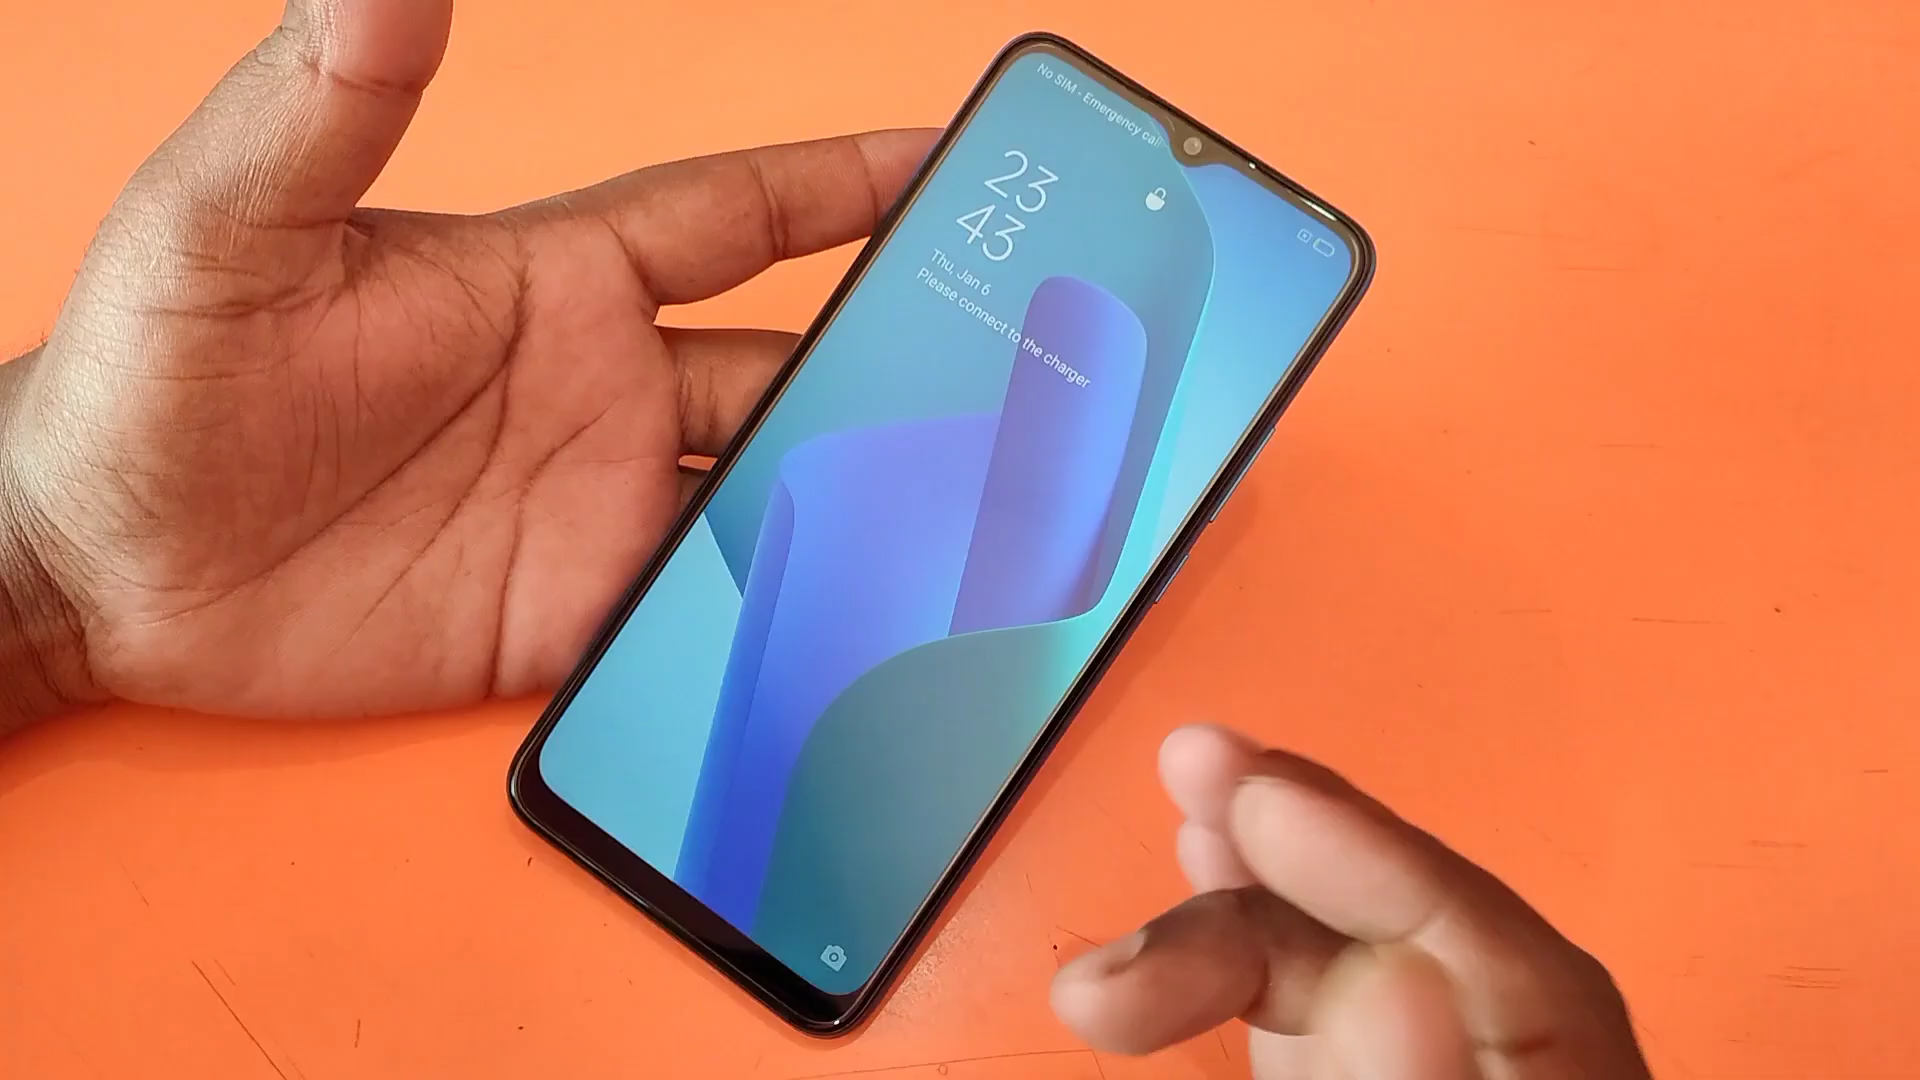 No SIM - Emergency call
23
43
Thu, Jan 6
Please connect to the charger